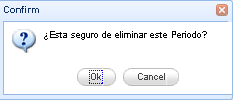 Confirm
¿Esta seguro de eliminar este Periodo?
Ok
Cancel